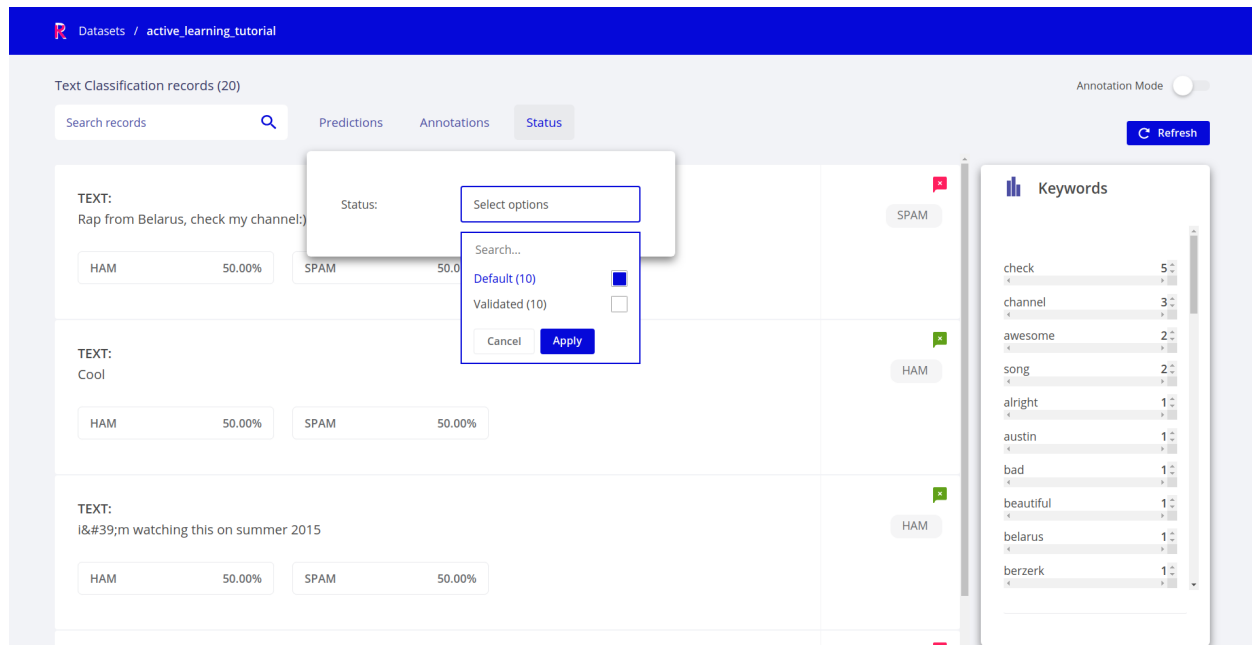 Datasets / active_learning_tutorial
Text Classification records (20)
Annotation Mode
Search records
Predictions
Annotations
Status
Refresh
Status:
Select options
Search...
Default (10)
Validated (10)
Cancel
Apply
TEXT:
Rap from Belarus, check my channel:)
HAM 50.00%
SPAM 50.0
SPAM
TEXT:
Cool
HAM 50.00%
SPAM 50.00%
HAM
TEXT:
i&#39;m watching this on summer 2015
HAM 50.00%
SPAM 50.00%
HAM
Keywords
check 5
channel 3
awesome 2
song 2
alright 1
austin 1
bad 1
beautiful 1
belarus 1
berzerk 1